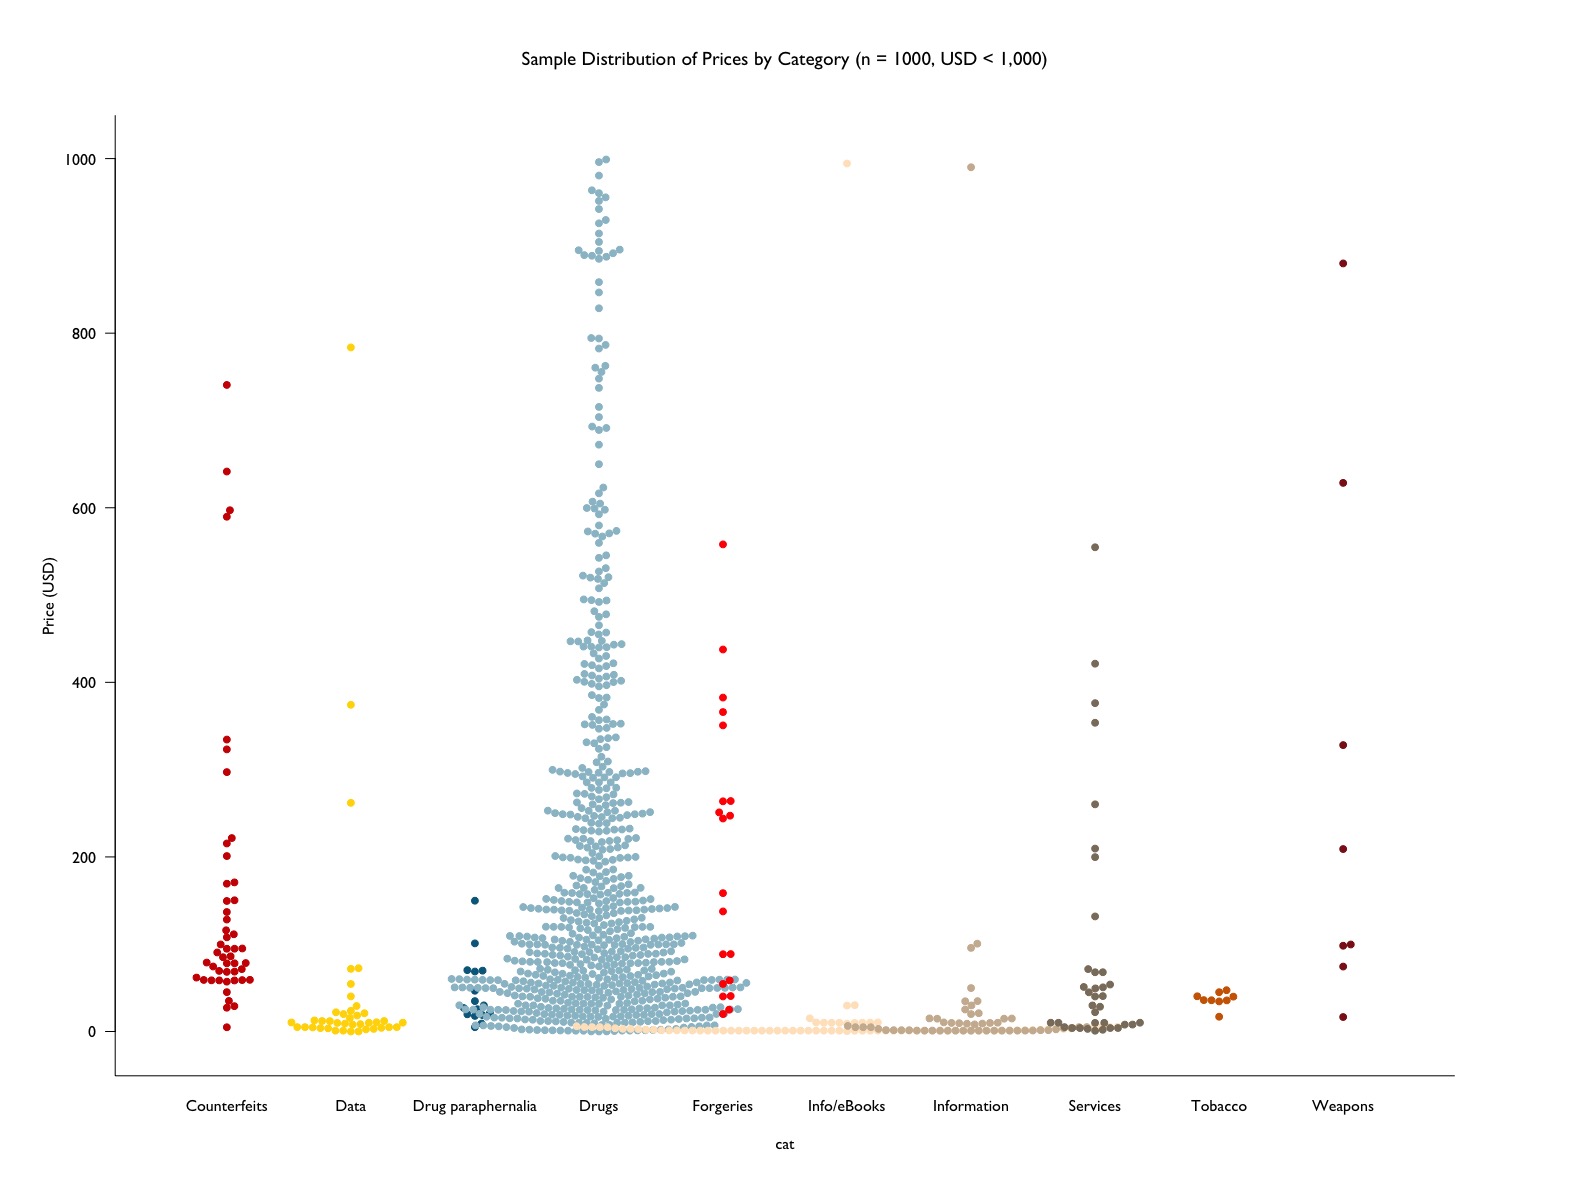 Sample Distribution of Prices by Category (n = 1000, USD < 1,000)
1000
800
600
400
200
0
Price (USD)
Counterfeits Data Drug paraphernalia Drugs Forgeries Info/eBooks Information Services Tobacco Weapons
cat